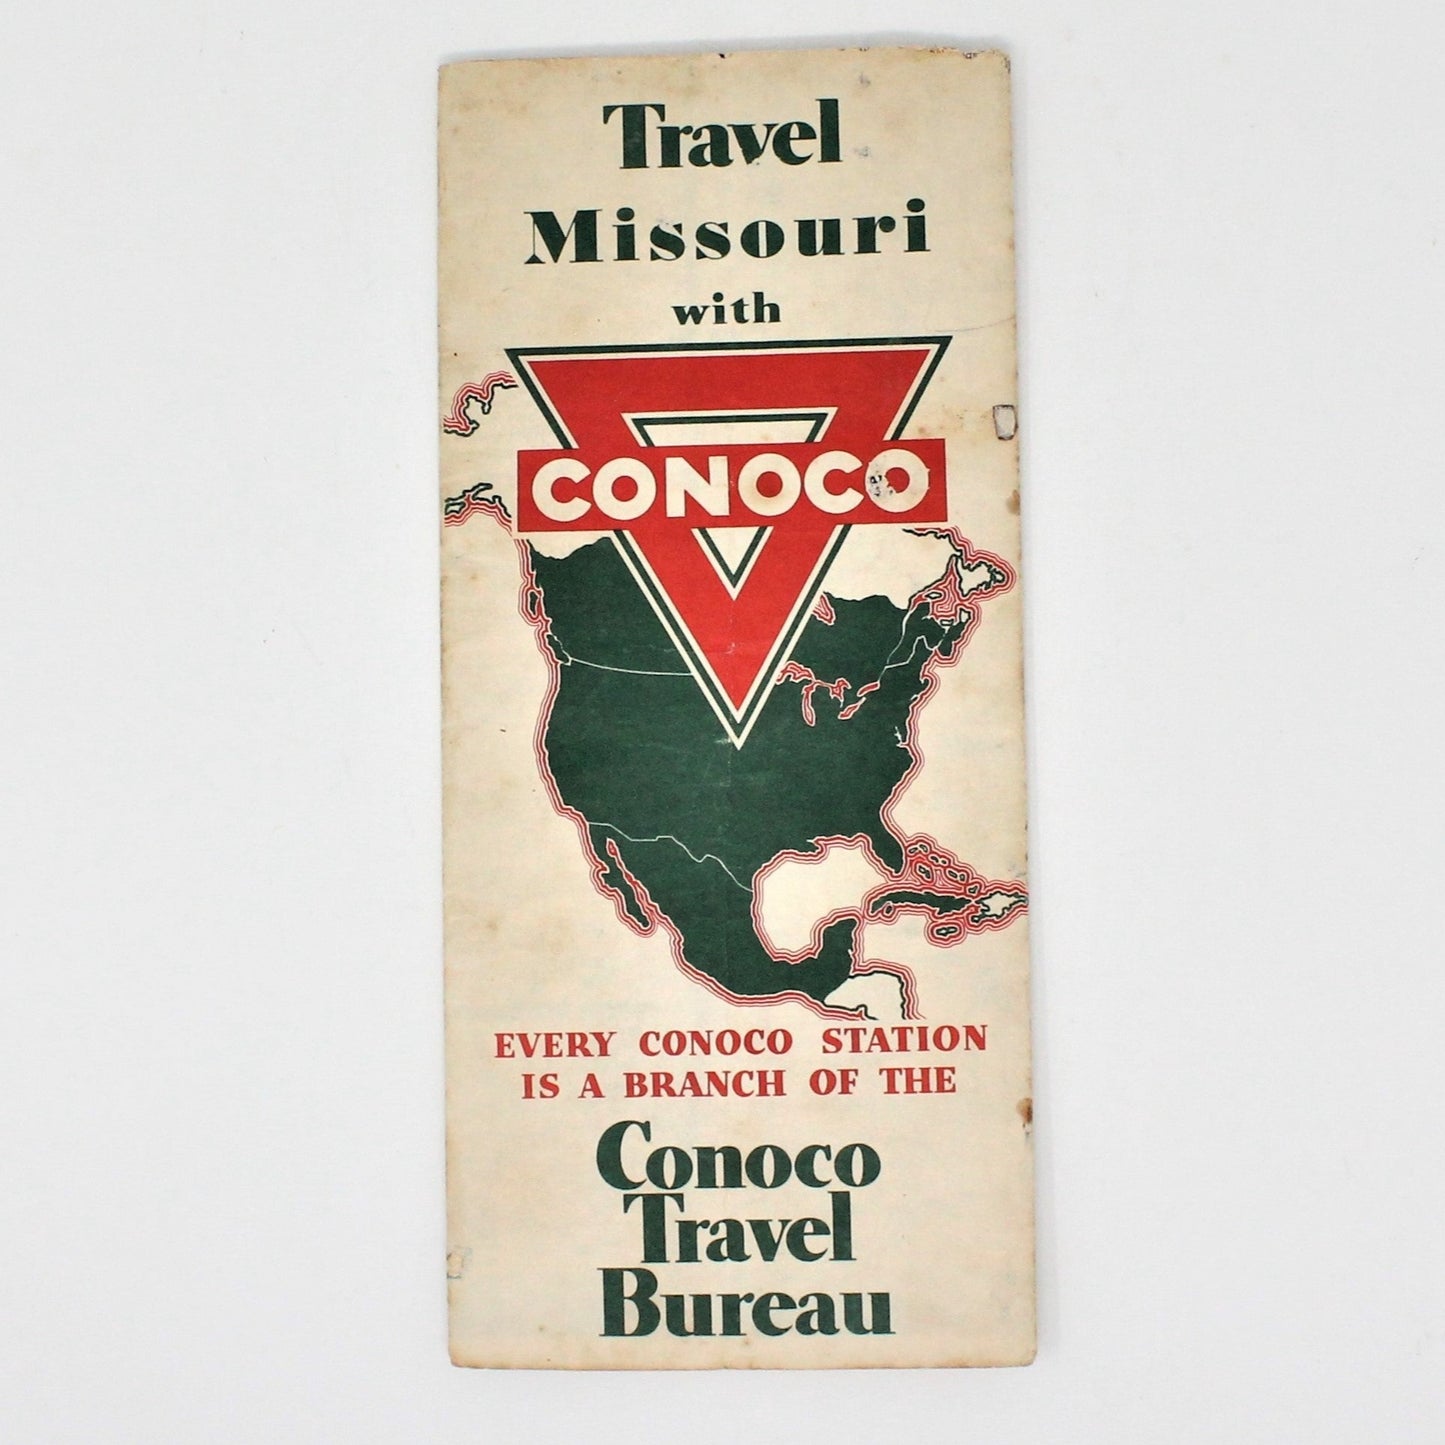 Travel
Missouri
with
CONOCO
EVERY CONOCO STATION
IS A BRANCH OF THE
Conoco
Travel
Bureau